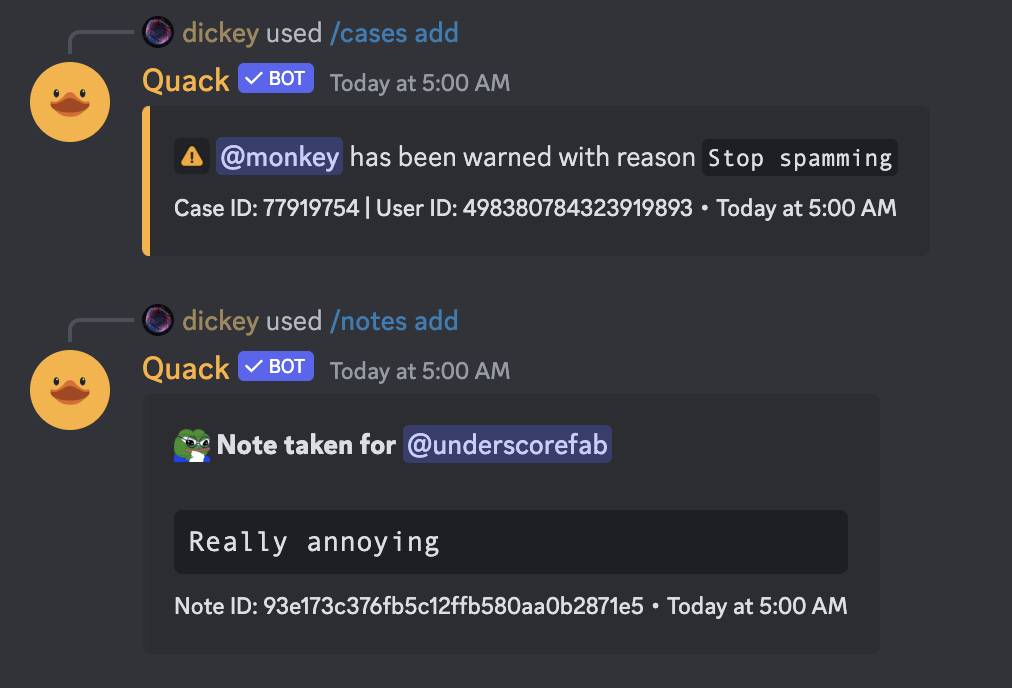 dickey used /cases add
Quack ✓ BOT Today at 5:00 AM
@monkey has been warned with reason Stop spamming
Case ID: 77919754 | User ID: 498380784323919893 • Today at 5:00 AM
dickey used /notes add
Quack ✓ BOT Today at 5:00 AM
Note taken for @underscorefab
Really annoying
Note ID: 93e173c376fb5c12ffb580aa0b2871e5 • Today at 5:00 AM